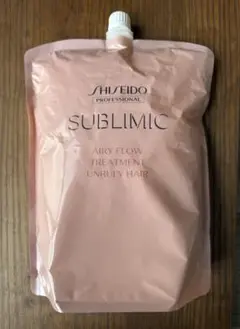 SHISEIDO
PROFESSIONAL
SUBLIMIC
AIRY FLOW
TREATMENT
UNRULY HAIR